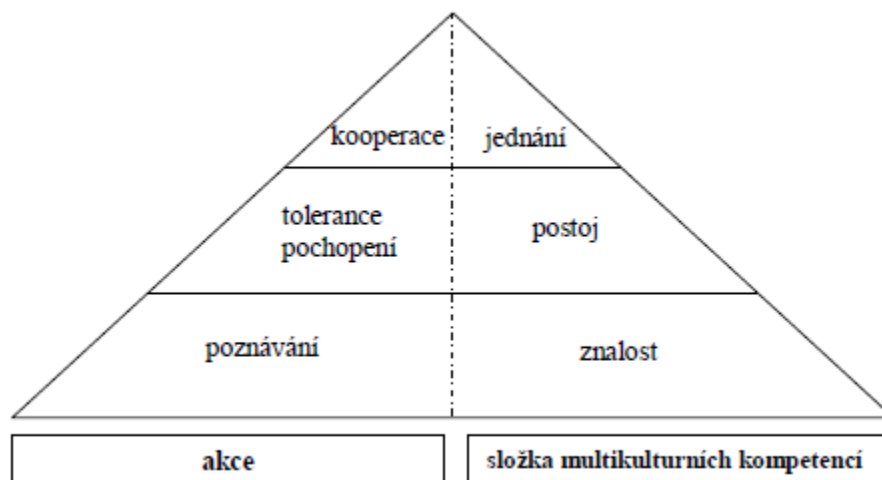 kooperace jednání
tolerance
pochopení
postoj
poznávání znalost
akce složka multikulturních kompetencí